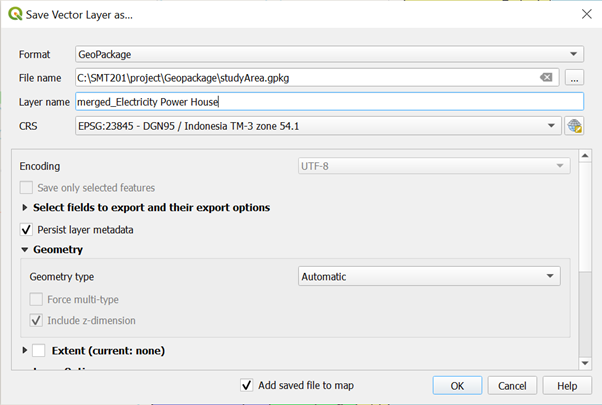 Save Vector Layer as...
Format GeoPackage
File name C:\SMT201\project\Geopackage\studyArea.gpkg ...
Layer name merged_Electricity Power House
CRS EPSG:23845 - DGN95 / Indonesia TM-3 zone 54.1
Encoding UTF-8
Save only selected features
Select fields to export and their export options
Persist layer metadata
Geometry
Geometry type Automatic
Force multi-type
Include z-dimension
Extent (current: none)
Add saved file to map OK Cancel Help